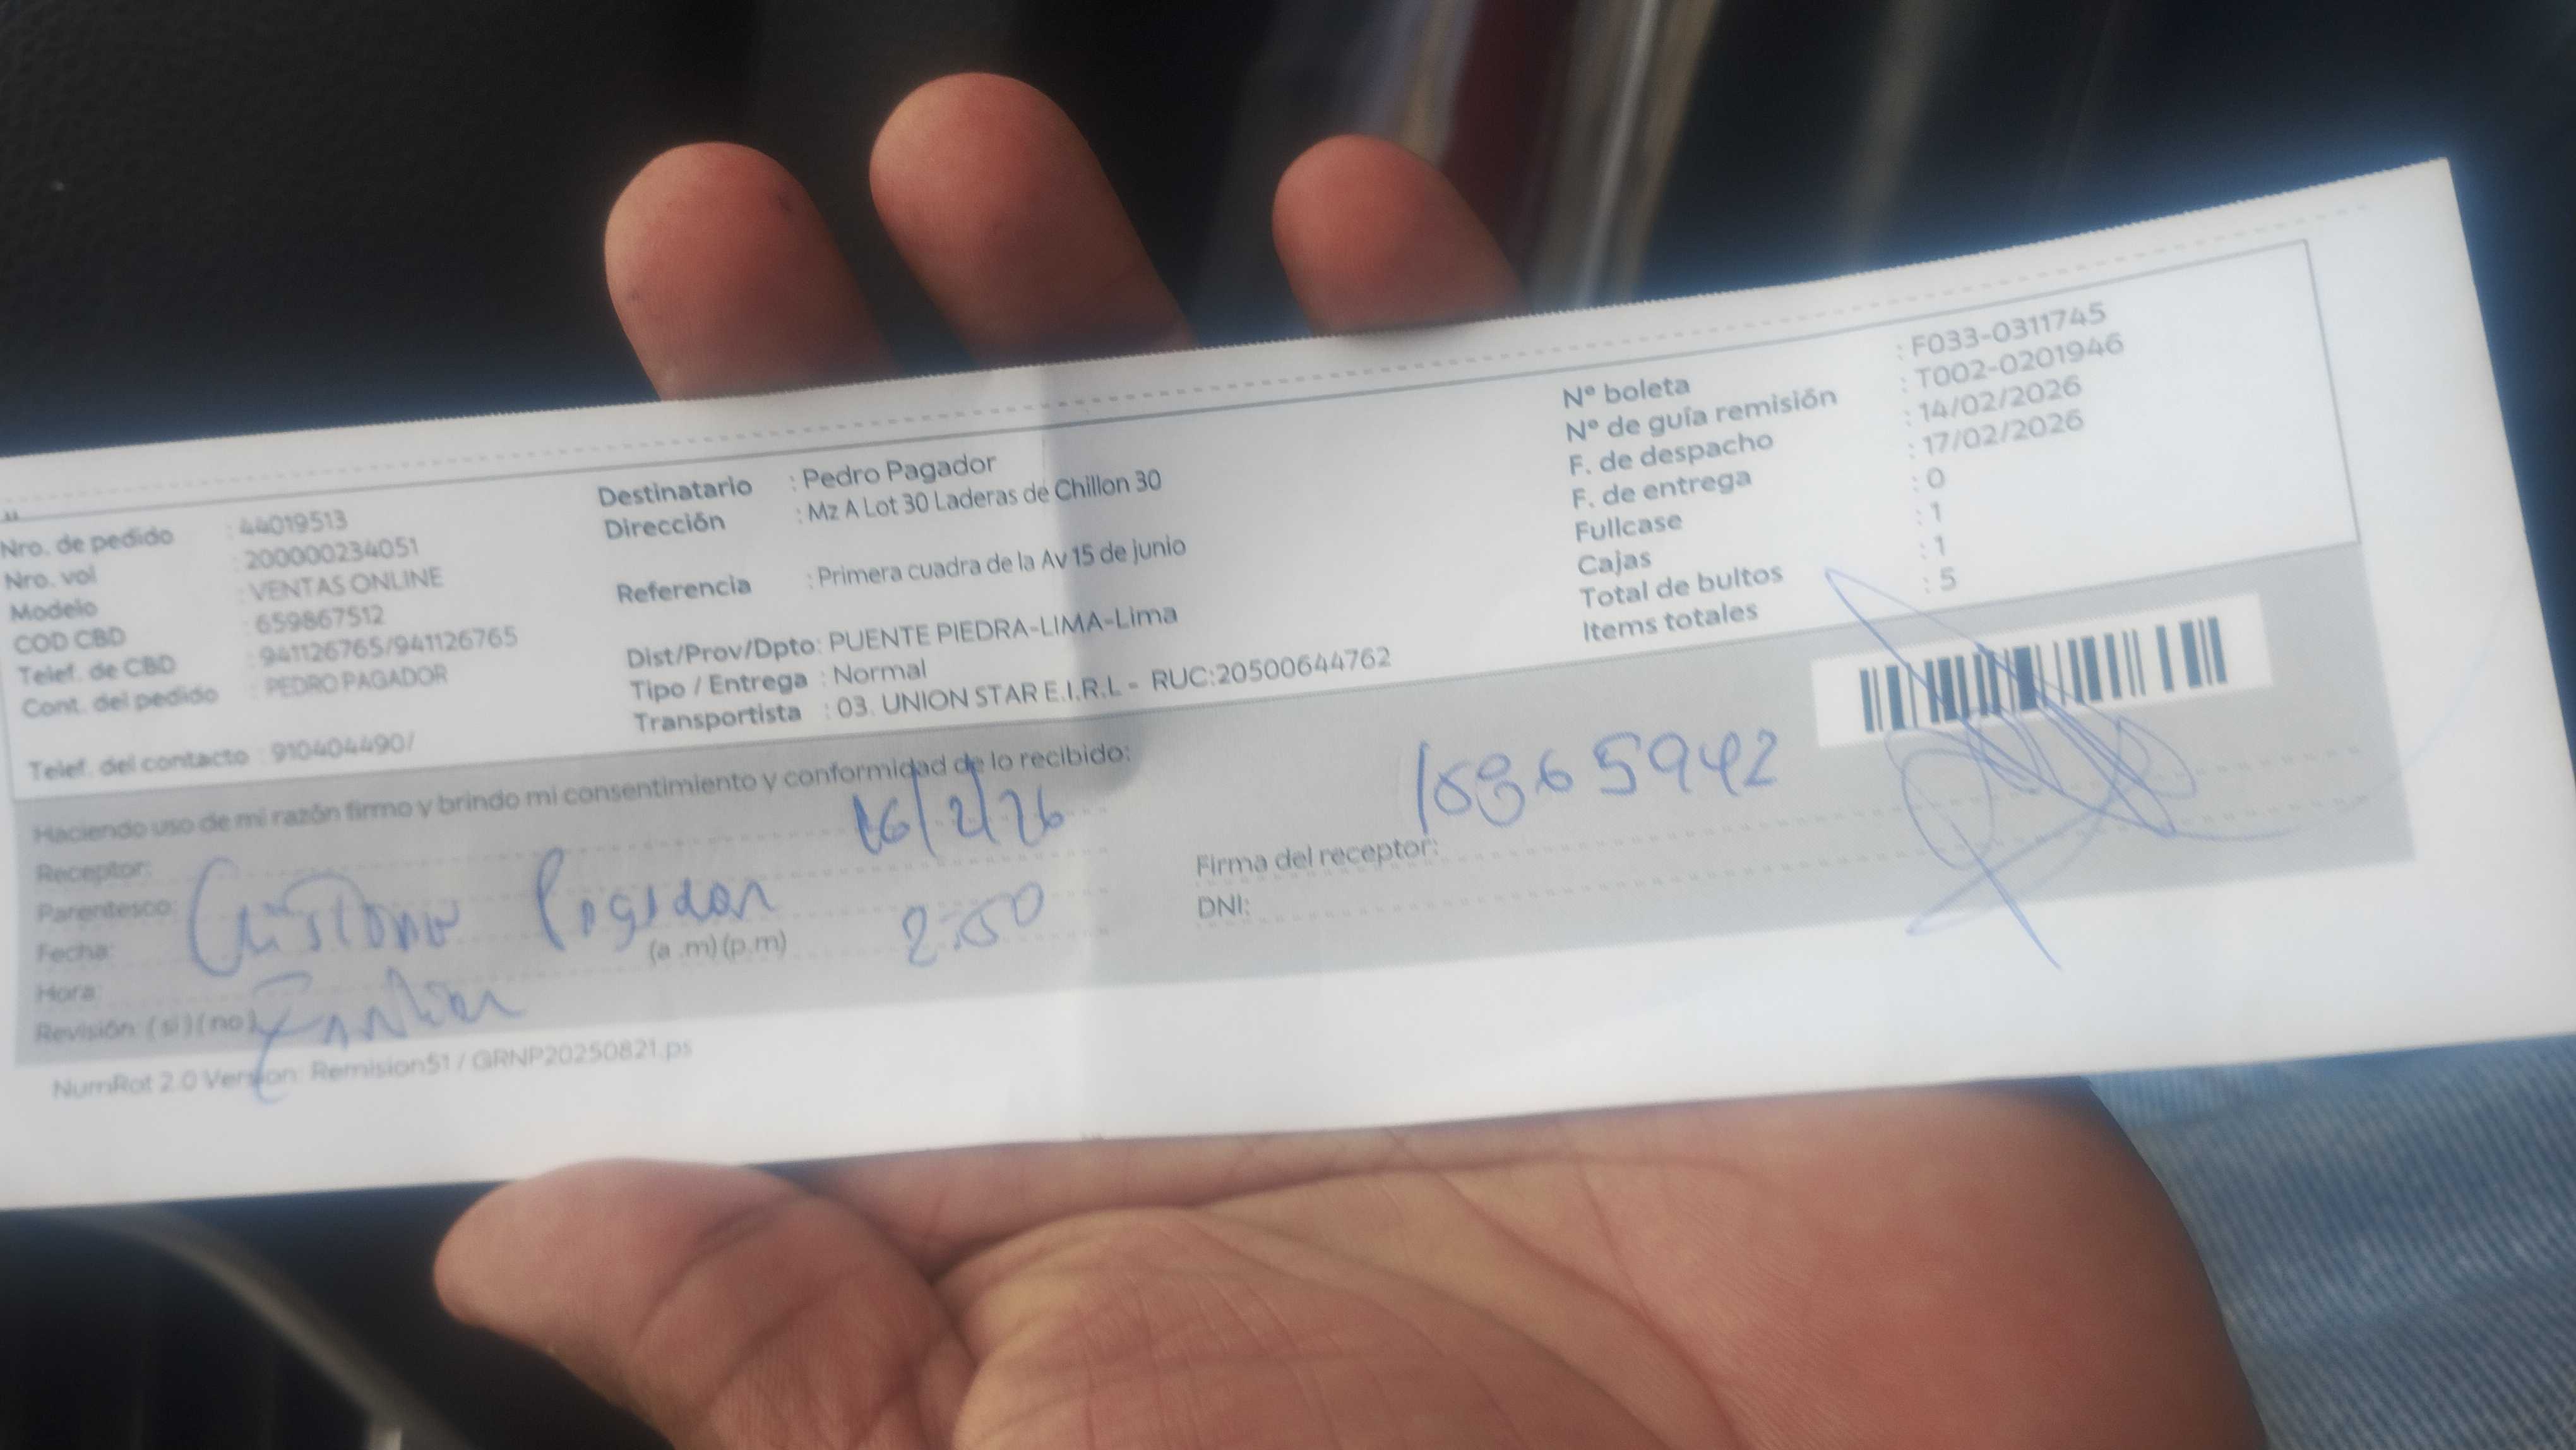 Nro. de pedido : 44019513
Nro. vol : 200000234051
Modelo : VENTAS ONLINE
COD CBD : 659867512
Telef. de CBD : 941126765/941126765
Cont. del pedido : PEDRO PAGADOR
Telef. del contacto : 910404490/
Destinatario : Pedro Pagador
Dirección : Mz A Lot 30 Laderas de Chillon 30
Referencia : Primera cuadra de la Av 15 de junio
Dist/Prov/Dpto: PUENTE PIEDRA-LIMA-Lima
Tipo / Entrega : Normal
Transportista : 03. UNION STAR E.I.R.L - RUC:20500644762
Nº boleta : F033-0311745
Nº de guía remisión : T002-0201946
F. de despacho : 14/02/2026
F. de entrega : 17/02/2026
Fullcase : 0
Cajas : 1
Total de bultos : 1
Items totales : 5
Haciendo uso de mi razón firmo y brindo mi consentimiento y conformidad de lo recibido:
Receptor: 16/2/26
Parentesco: Pagador
Fecha:
Hora: (a .m) (p.m) 2:50
Revisión: (si) (no)
Firma del receptor:
DNI:
NumRot 2.0 Version: Remision51 / GRNP20250821.ps